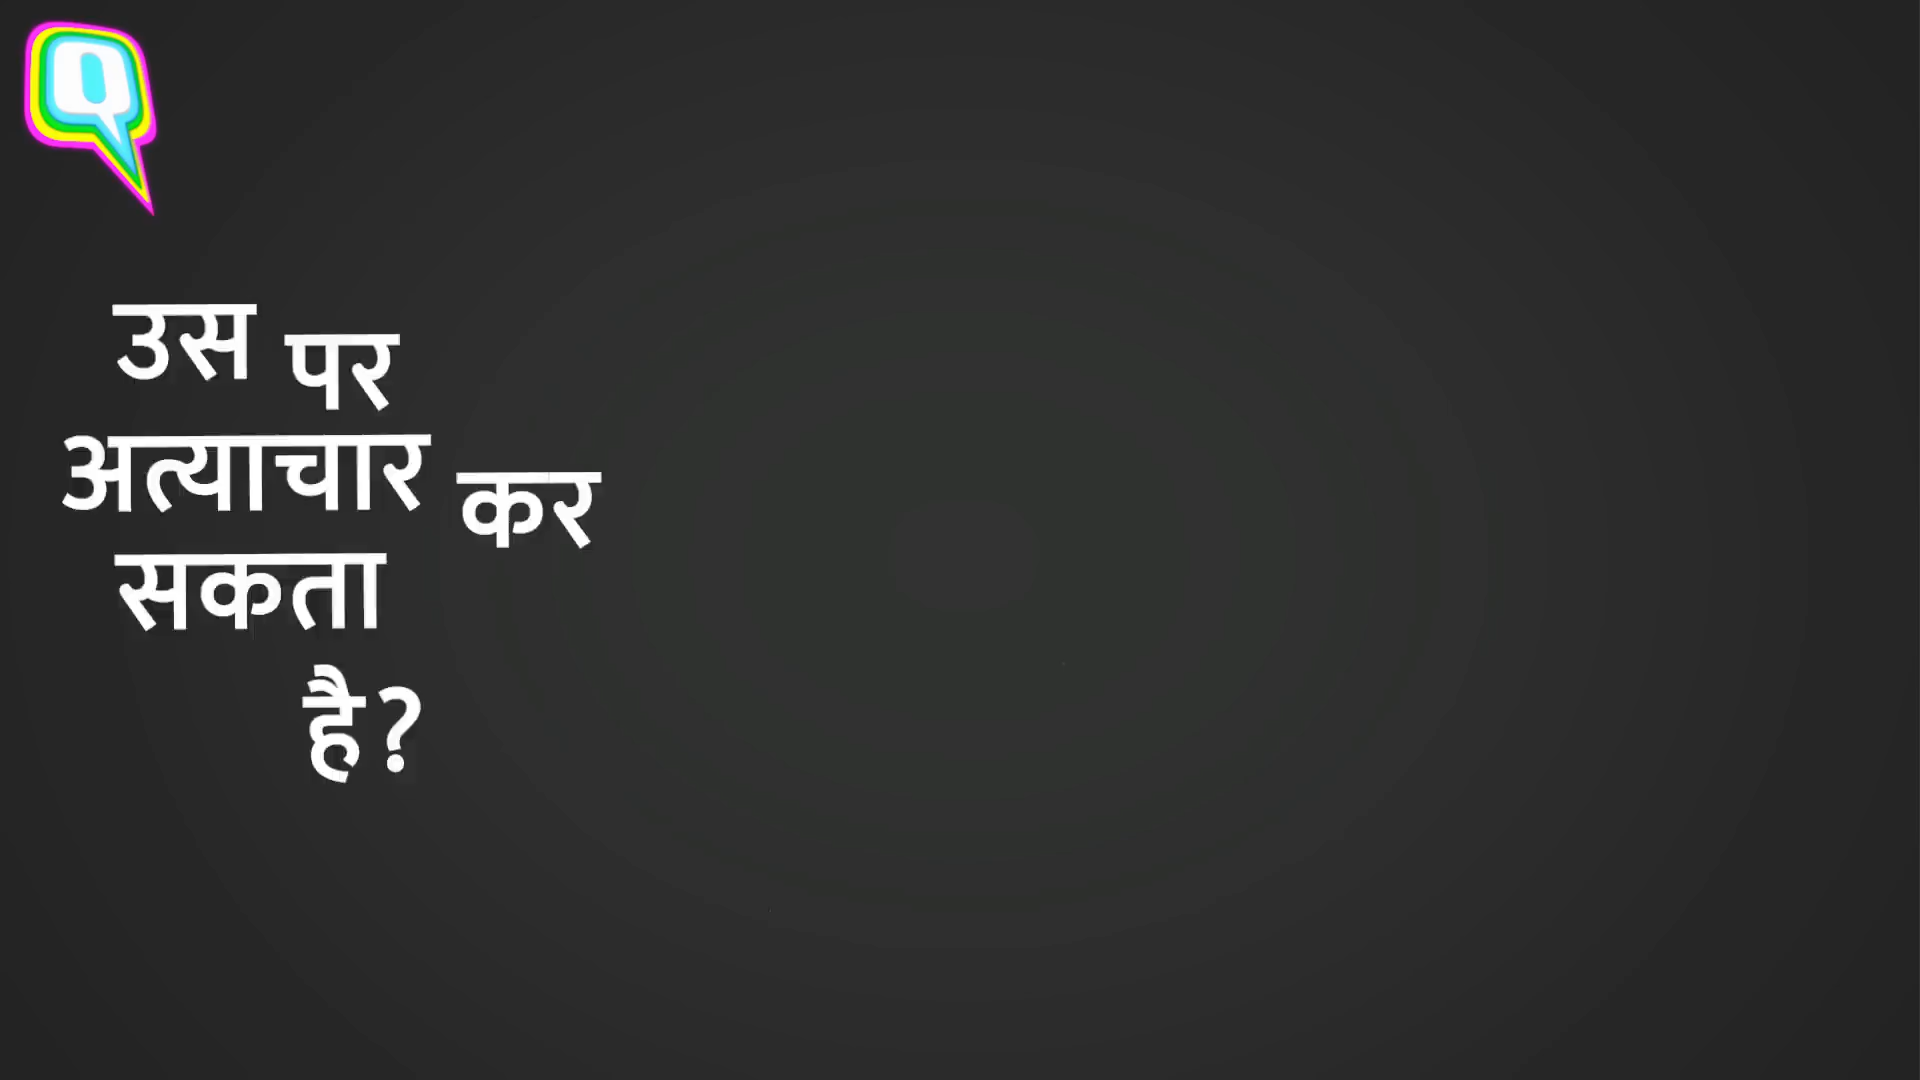 Q
उस पर
अत्याचार कर
सकता
है?